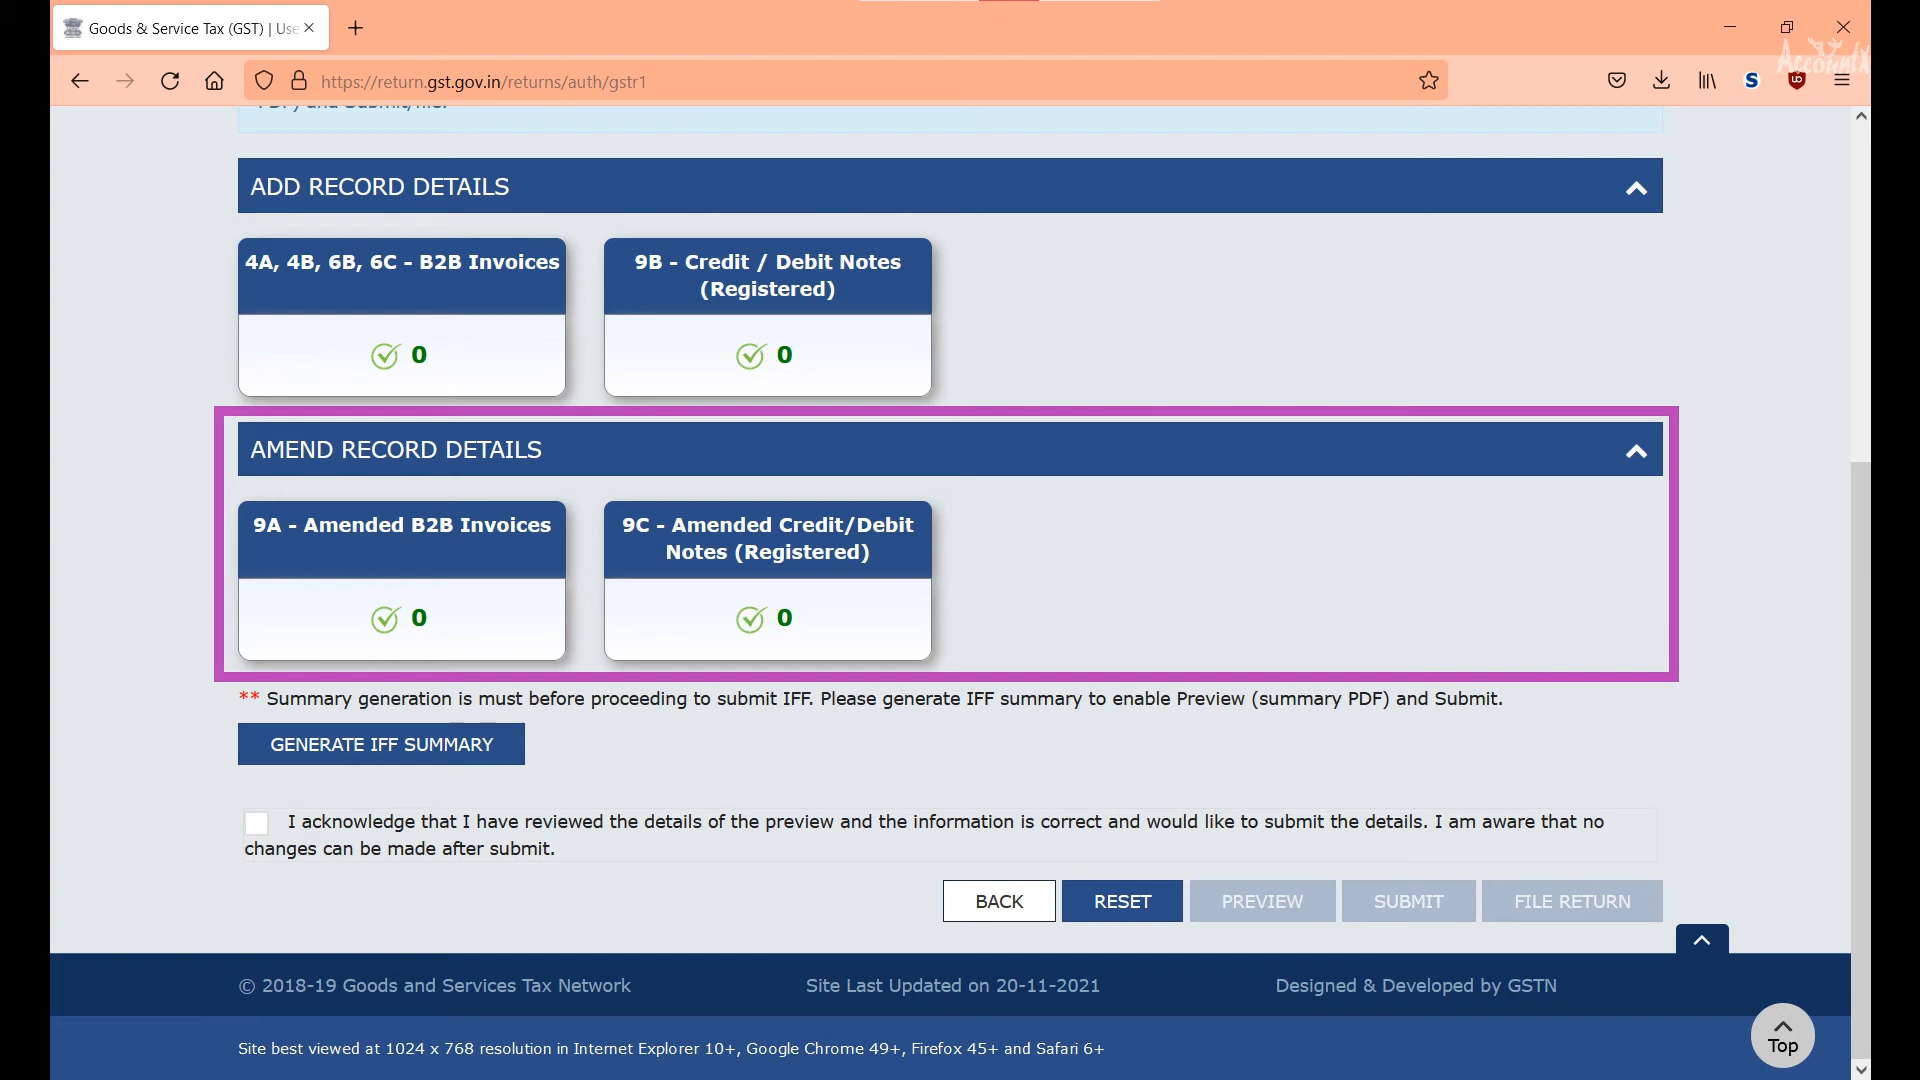 Goods & Service Tax (GST) | Use
https://return.gst.gov.in/returns/auth/gstr1
Accountx
PDF) and Submit/file.
ADD RECORD DETAILS
4A, 4B, 6B, 6C - B2B Invoices
0
9B - Credit / Debit Notes
(Registered)
0
AMEND RECORD DETAILS
9A - Amended B2B Invoices
0
9C - Amended Credit/Debit
Notes (Registered)
0
** Summary generation is must before proceeding to submit IFF. Please generate IFF summary to enable Preview (summary PDF) and Submit.
GENERATE IFF SUMMARY
I acknowledge that I have reviewed the details of the preview and the information is correct and would like to submit the details. I am aware that no
changes can be made after submit.
BACK
RESET
PREVIEW
SUBMIT
FILE RETURN
© 2018-19 Goods and Services Tax Network
Site Last Updated on 20-11-2021
Designed & Developed by GSTN
Site best viewed at 1024 x 768 resolution in Internet Explorer 10+, Google Chrome 49+, Firefox 45+ and Safari 6+
Top